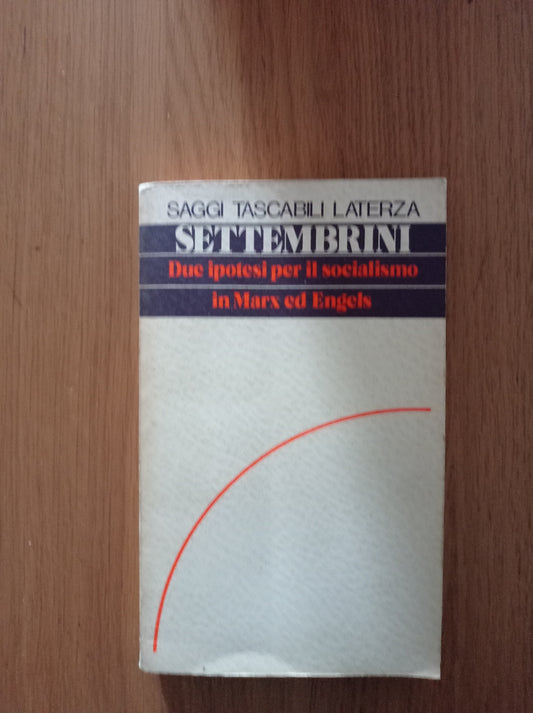 SAGGI TASCABILI LATERZA
SETTEMBRINI
Due ipotesi per il socialismo
in Marx ed Engels